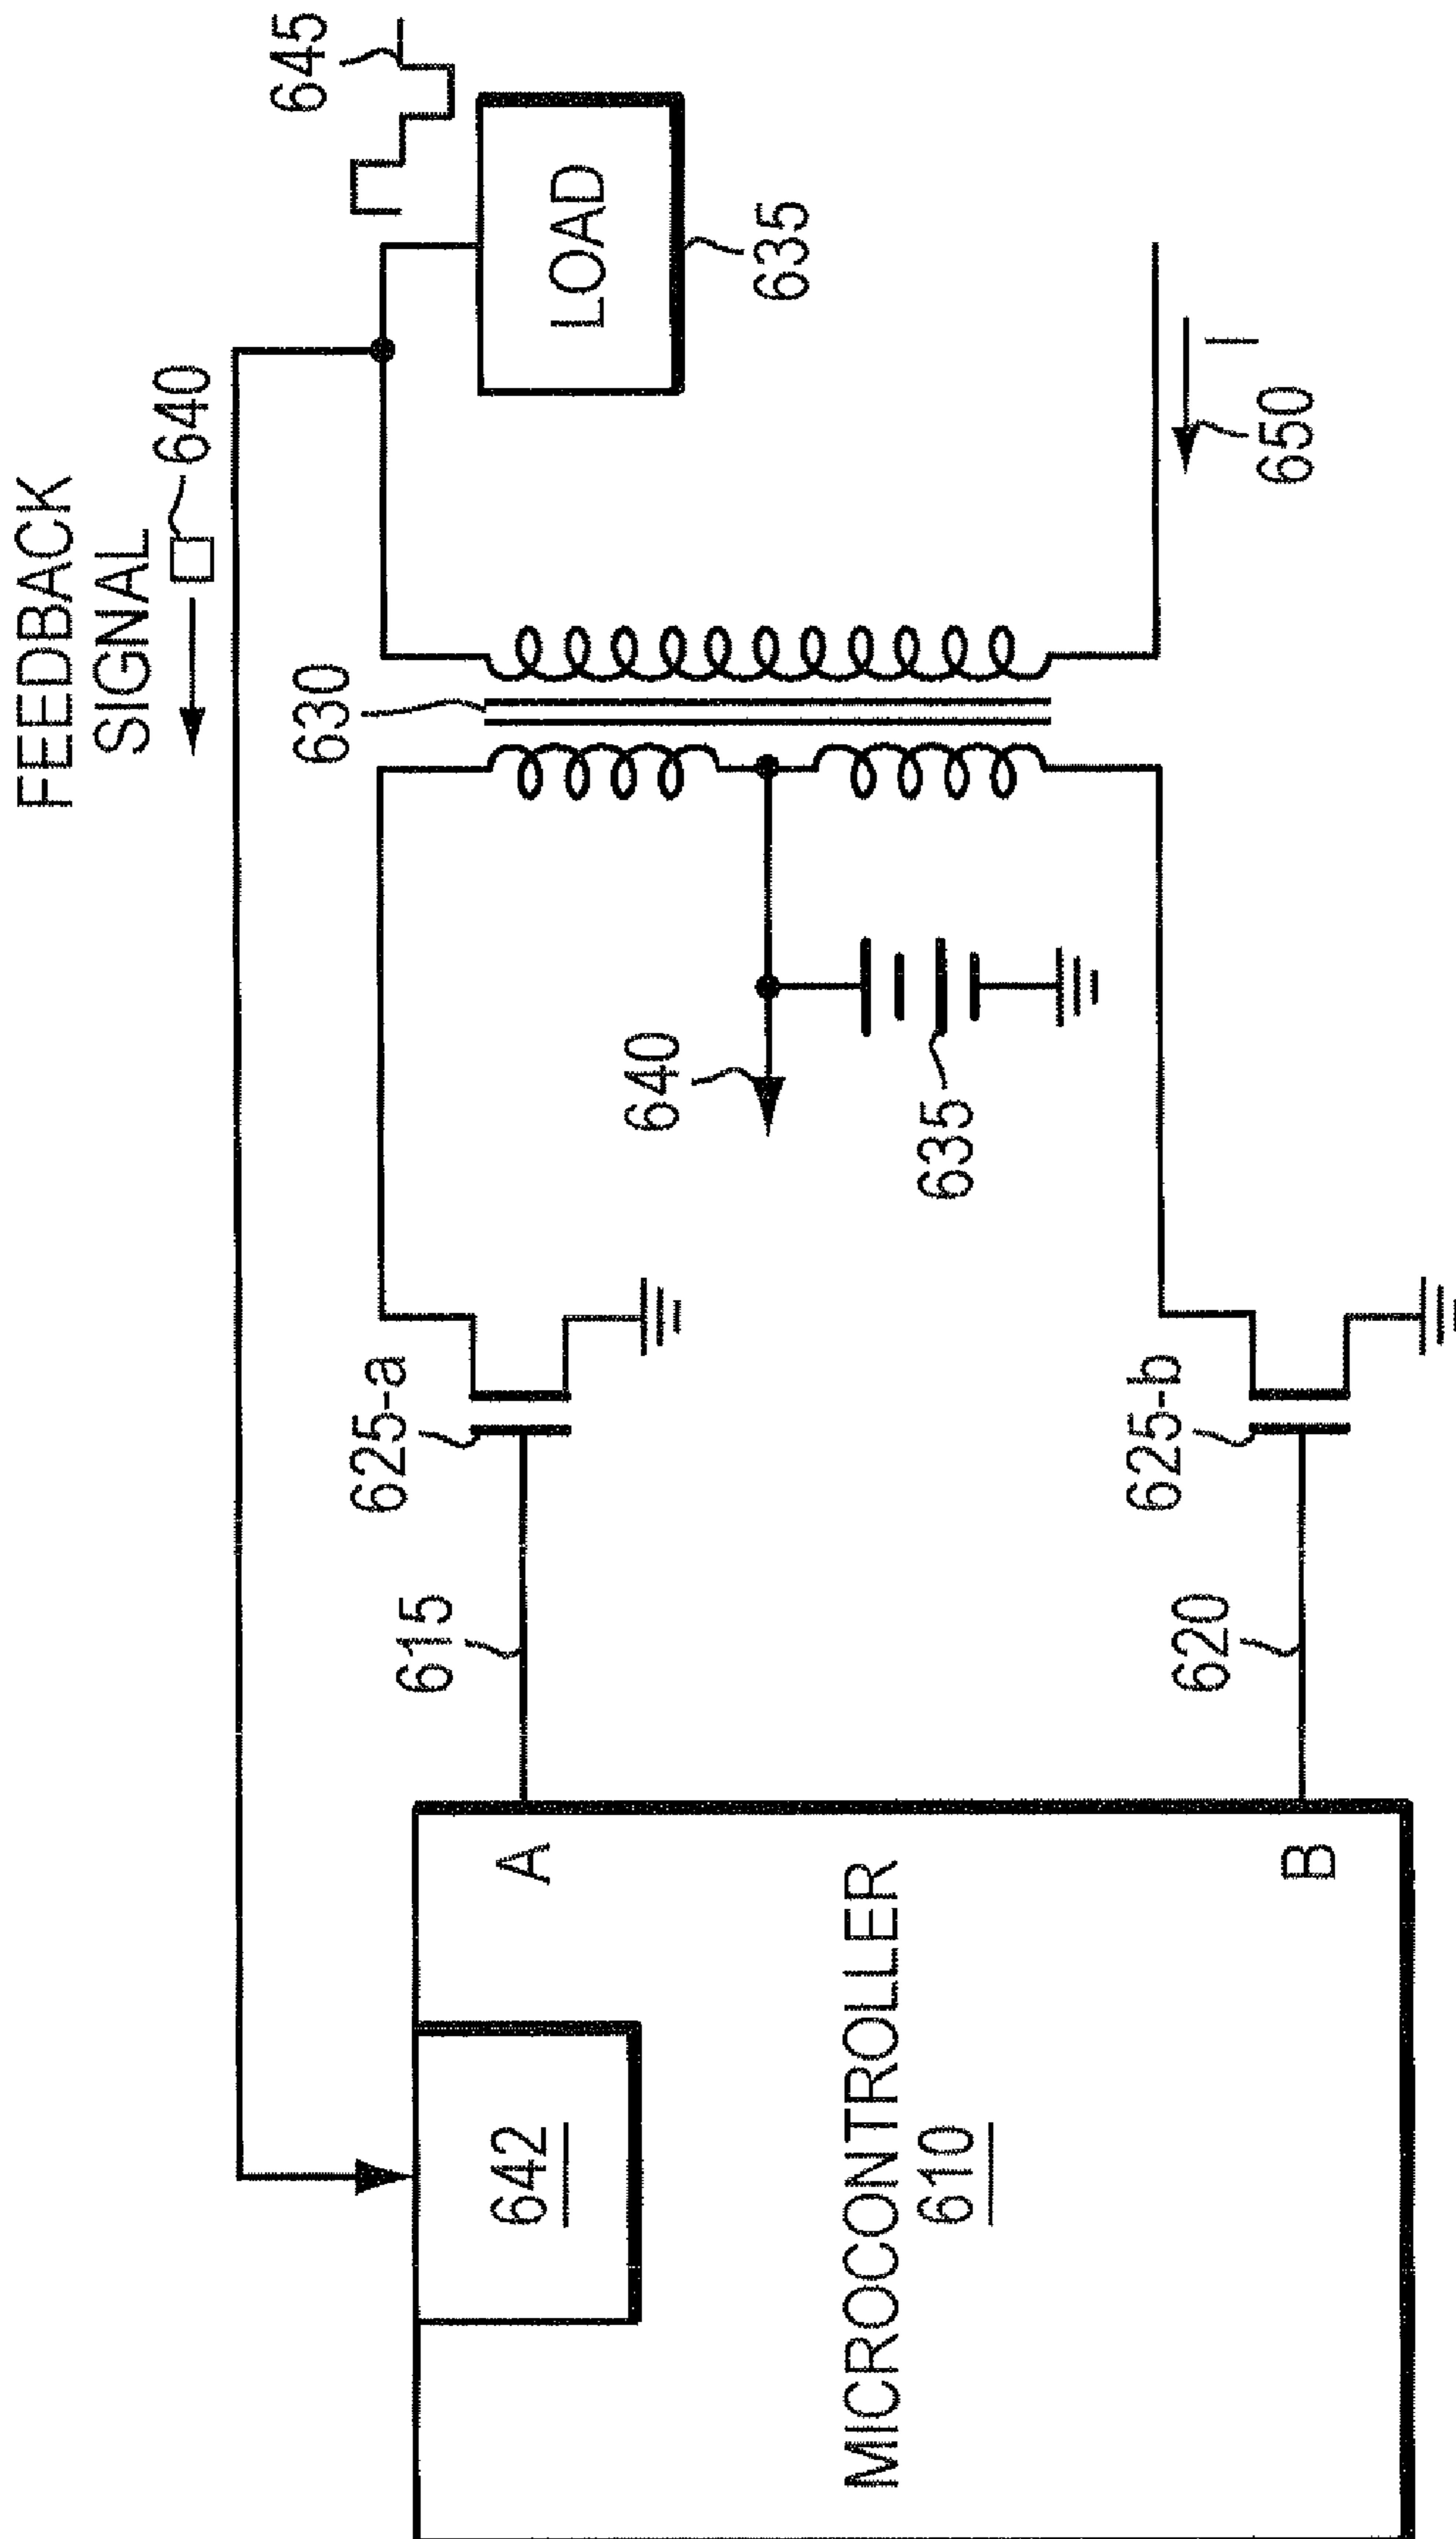 FEEDBACK
SIGNAL
640
645
LOAD
635
630
640
635
I
650
625-a
625-b
615
620
A
B
642
MICROCONTROLLER
610